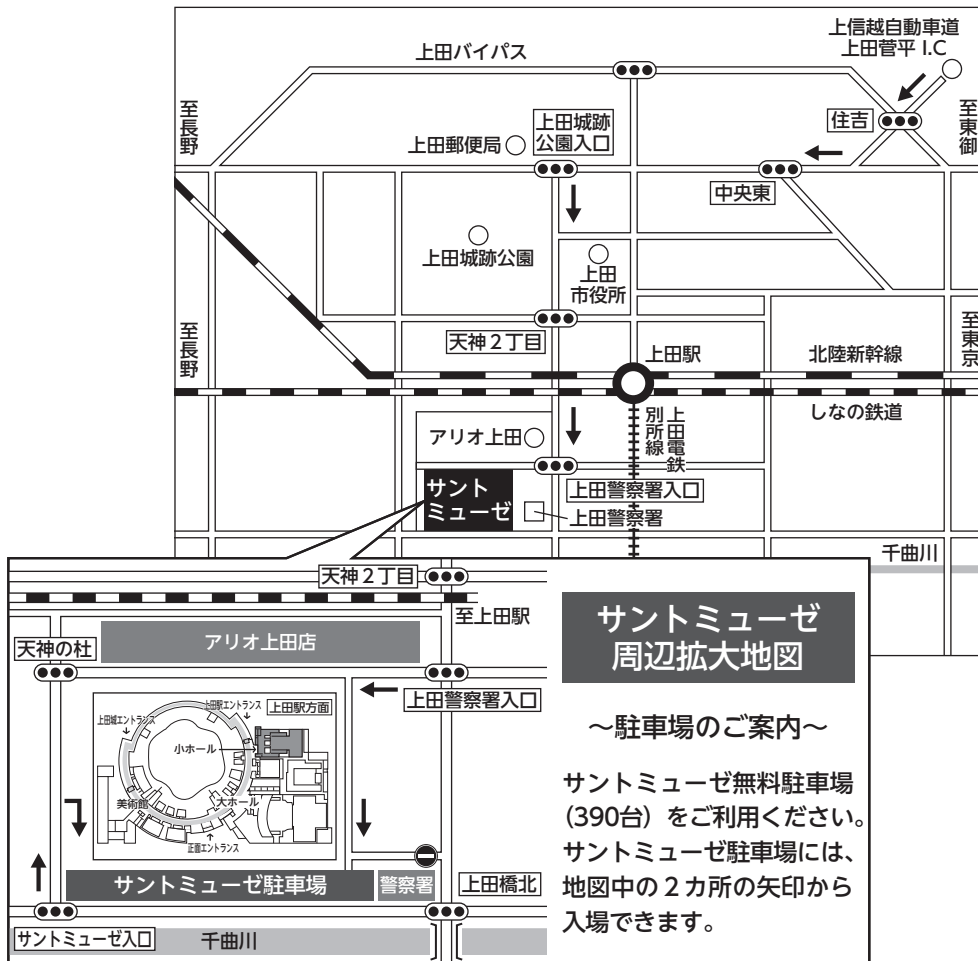 上信越自動車道
上田菅平 I.C
上田バイパス
至長野
上田郵便局
上田城跡
公園入口
住吉
至東御
中央東
上田城跡公園
上田
市役所
至長野
天神２丁目
上田駅
北陸新幹線
至東京
しなの鉄道
上田電鉄
別所線
アリオ上田
サント
ミューゼ
上田警察署入口
上田警察署
千曲川
天神２丁目
至上田駅
アリオ上田店
天神の杜
上田警察署入口
上田城エントランス
上田駅エントランス
上田駅方面
小ホール
美術館
大ホール
正面エントランス
サントミューゼ駐車場
警察署
上田橋北
サントミューゼ入口
千曲川
サントミューゼ
周辺拡大地図
〜駐車場のご案内〜
サントミューゼ無料駐車場
（390台）をご利用ください。
サントミューゼ駐車場には、
地図中の２カ所の矢印から
入場できます。